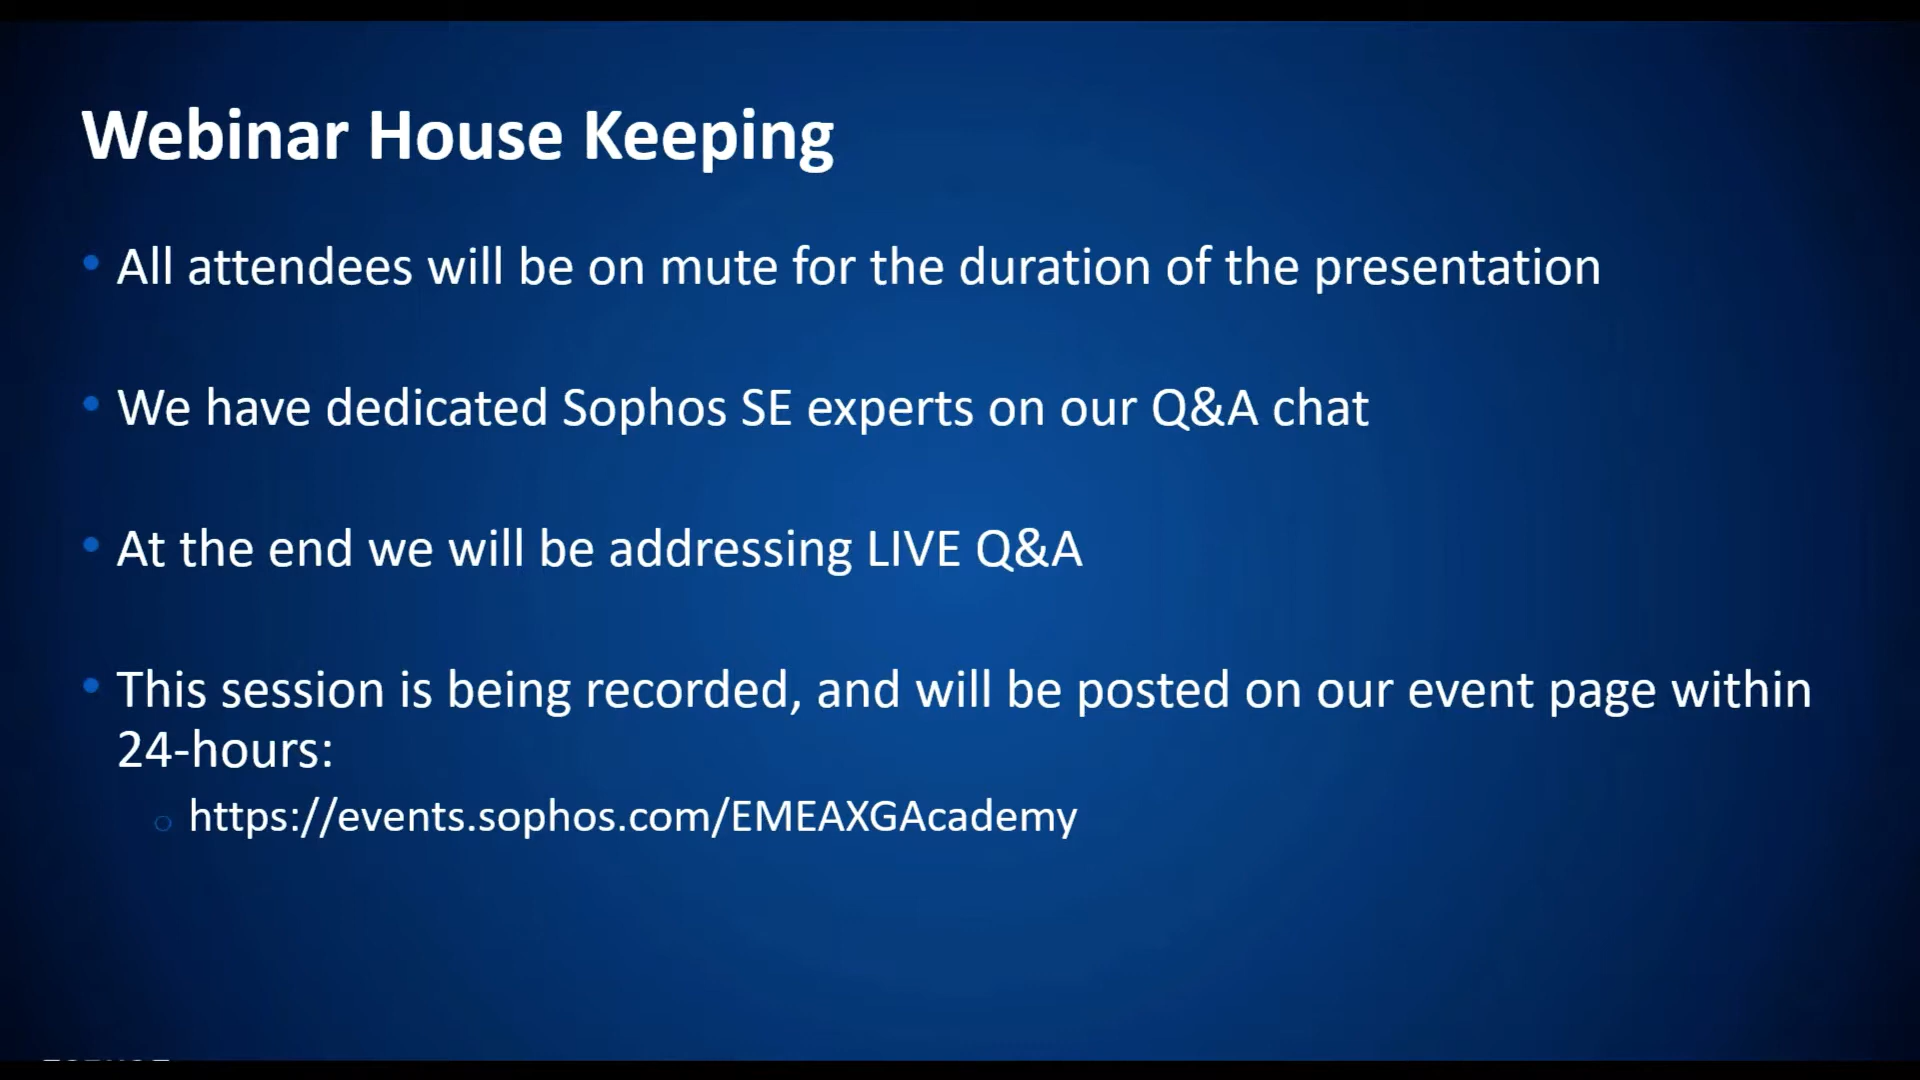 Webinar House Keeping
• All attendees will be on mute for the duration of the presentation
• We have dedicated Sophos SE experts on our Q&A chat
• At the end we will be addressing LIVE Q&A
• This session is being recorded, and will be posted on our event page within
24-hours:
o https://events.sophos.com/EMEAXGAcademy